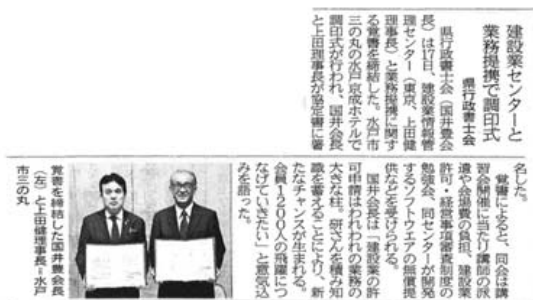 建設業センターと
業務提携で調印式
県行政書士会
県行政書士会（国井豊会
長）は17日、建設業情報管
理センター（東京、上田健
理事長）と業務提携に関す
る覚書を締結した。水戸市
三の丸の水戸京成ホテルで
調印式が行われ、国井会長
と上田理事長が協定書に署
名した。
覚書によると、同会は講
習会開催に当たり講師の派
遣や会場費の負担、建設業
許可・経営事項審査制度の
勉強会、同センターが開発
するソフトウエアの無償提
供などを受けられる。
国井会長は「建設業の許
可申請はわれわれの業務の
大きな柱。研さんを積み知
識を蓄えることにより、新
たなチャンスが生まれる。
会員1200人の飛躍につ
なげていきたい」と意気込
みを語った。
覚書を締結した国井豊会長
（左）と上田健理事長＝水戸
市三の丸